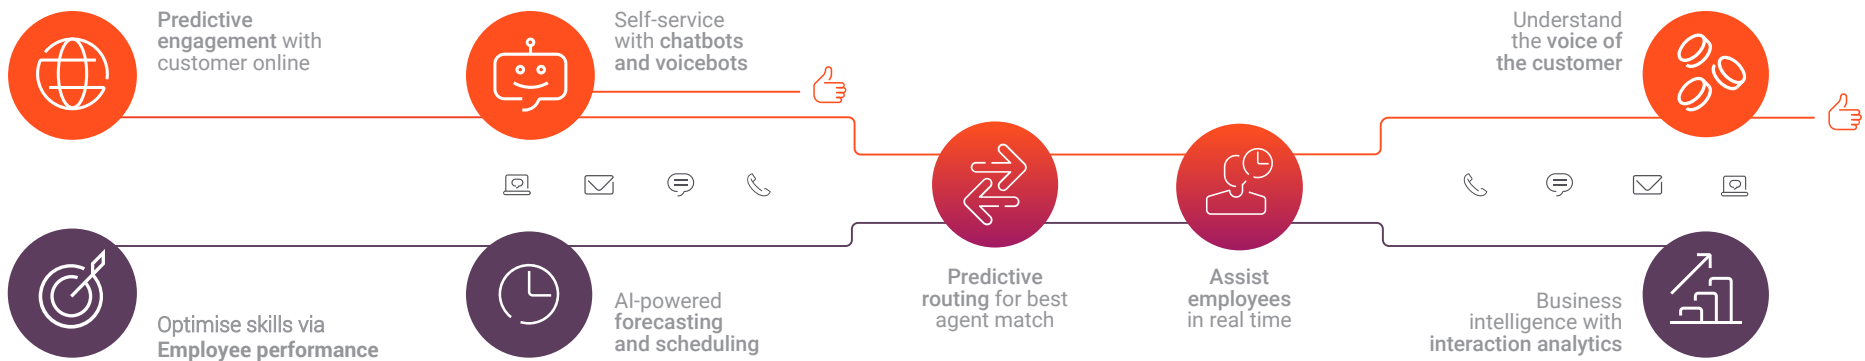 Predictive
engagement with
customer online
Self-service
with chatbots
and voicebots
Understand
the voice of
the customer
Optimise skills via
Employee performance
AI-powered
forecasting
and scheduling
Predictive
routing for best
agent match
Assist
employees
in real time
Business
intelligence with
interaction analytics